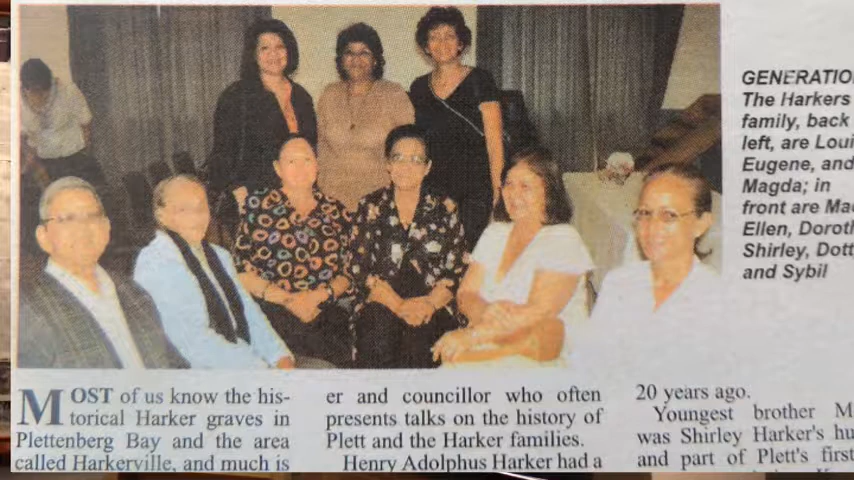 GENERATIO
The Harkers
family, back
left, are Loui
Eugene, and
Magda; in
front are Ma
Ellen, Doroth
Shirley, Dott
and Sybil
MOST of us know the his-
torical Harker graves in
Plettenberg Bay and the area
called Harkerville, and much is
er and councillor who often
presents talks on the history of
Plett and the Harker families.
Henry Adolphus Harker had a
20 years ago.
Youngest brother M
was Shirley Harker's hu
and part of Plett's first